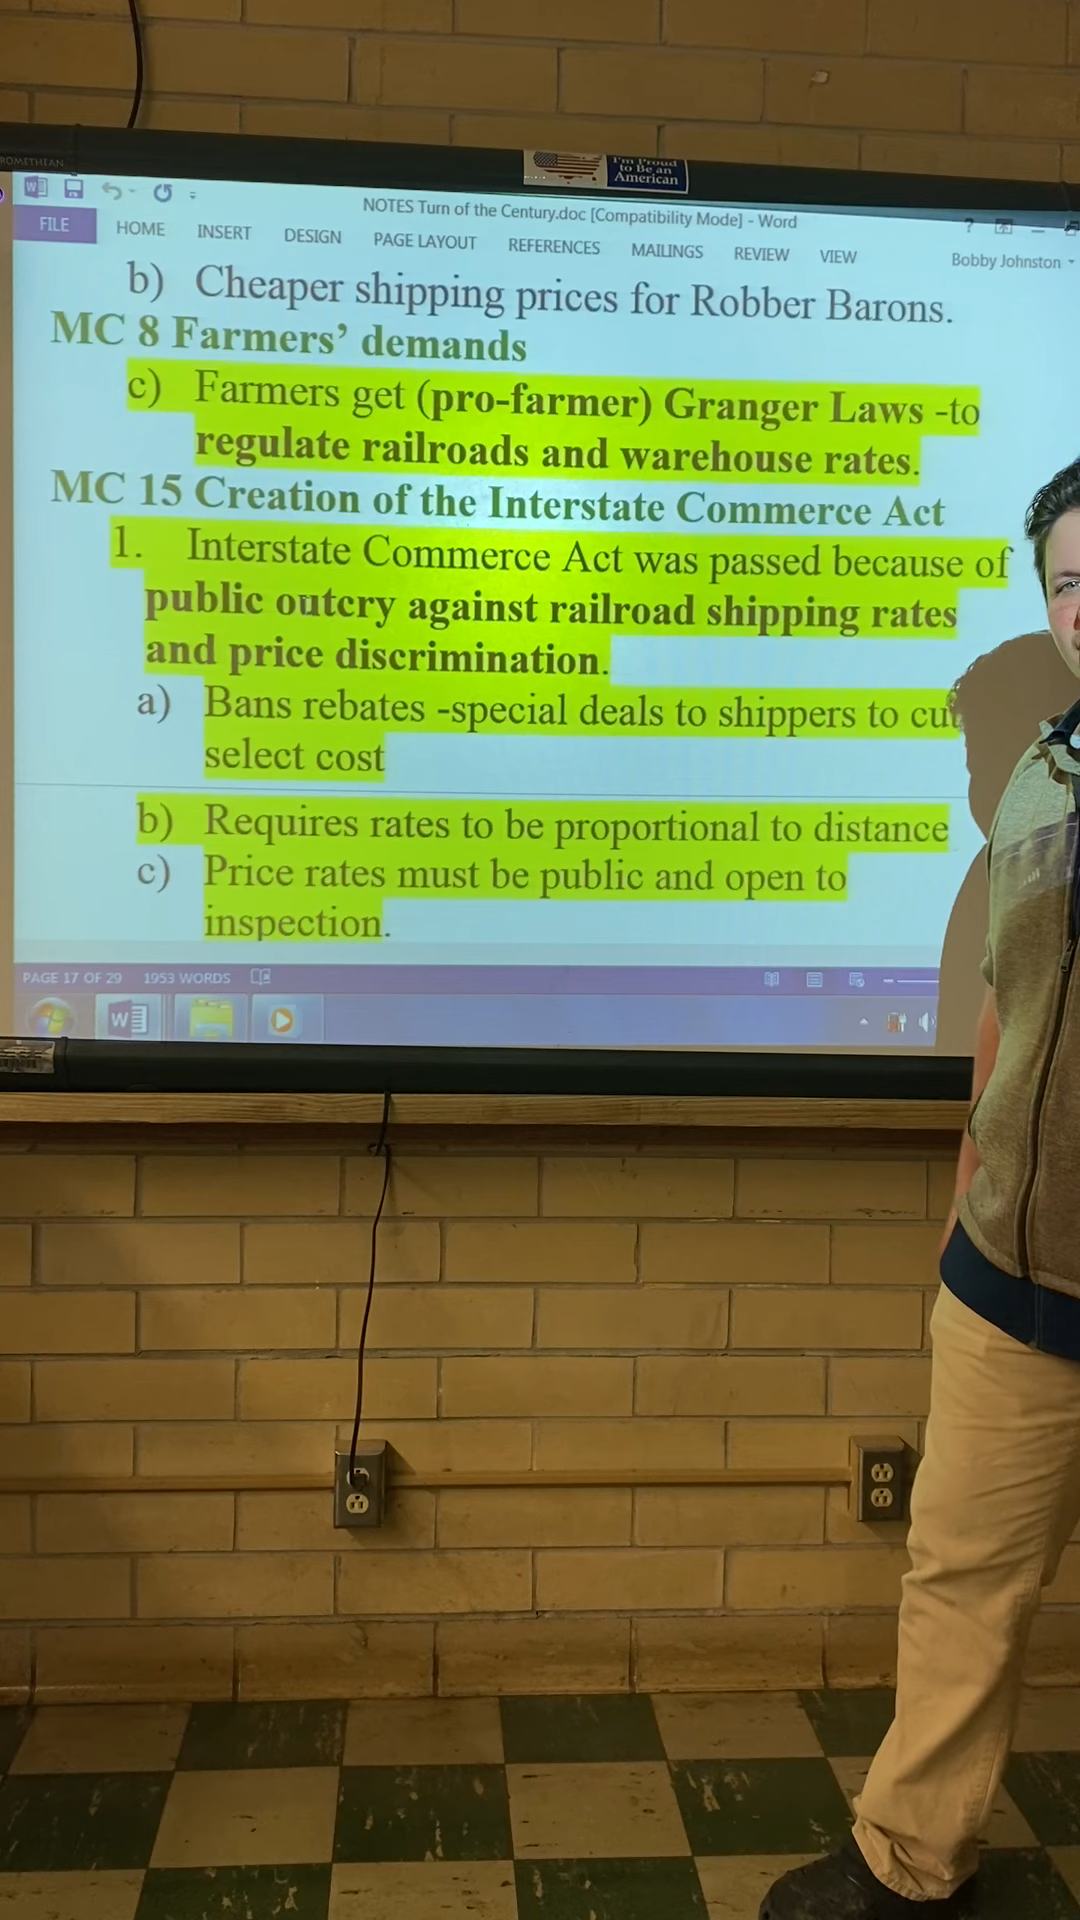 PROMETHEAN
I'm Proud
to Be an
American
NOTES Turn of the Century.doc [Compatibility Mode] - Word
FILE HOME INSERT DESIGN PAGE LAYOUT REFERENCES MAILINGS REVIEW VIEW Bobby Johnston
b) Cheaper shipping prices for Robber Barons.
MC 8 Farmers' demands
c) Farmers get (pro-farmer) Granger Laws -to
regulate railroads and warehouse rates.
MC 15 Creation of the Interstate Commerce Act
1. Interstate Commerce Act was passed because of
public outcry against railroad shipping rates
and price discrimination.
a) Bans rebates -special deals to shippers to cut
select cost
b) Requires rates to be proportional to distance
c) Price rates must be public and open to
inspection.
PAGE 17 OF 29 1953 WORDS